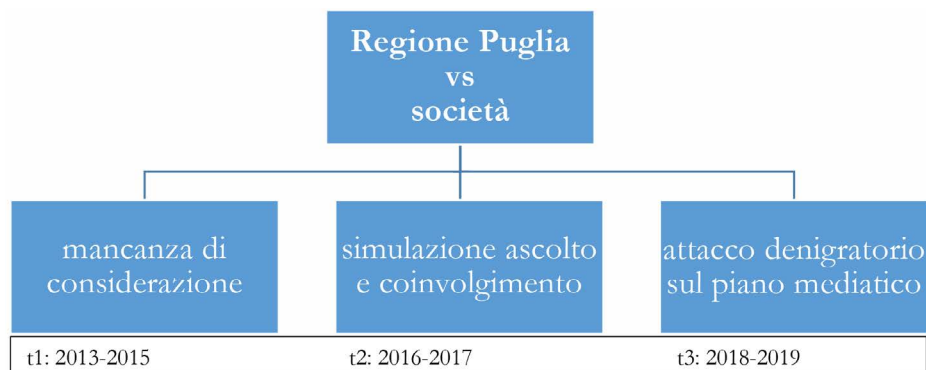 Regione Puglia
vs
società
mancanza di
considerazione
simulazione ascolto
e coinvolgimento
attacco denigratorio
sul piano mediatico
t1: 2013-2015
t2: 2016-2017
t3: 2018-2019